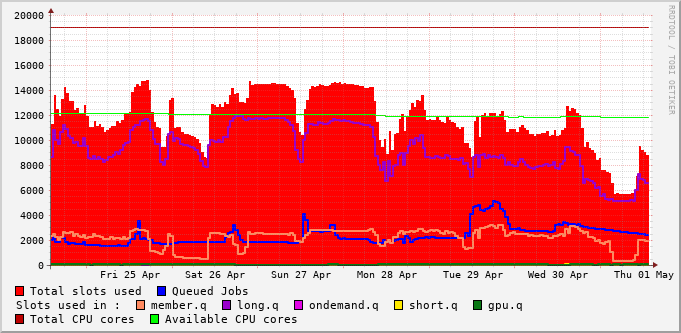 20000
18000
16000
14000
12000
10000
8000
6000
4000
2000
0
Fri 25 Apr Sat 26 Apr Sun 27 Apr Mon 28 Apr Tue 29 Apr Wed 30 Apr Thu 01 May
Total slots used Queued Jobs
Slots used in : member.q long.q ondemand.q short.q gpu.q
Total CPU cores Available CPU cores
RRDTOOL / TOBI OETIKER